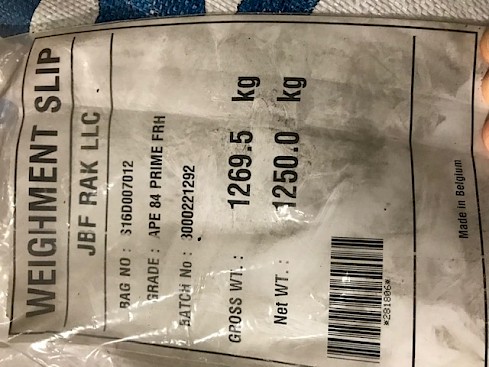 WEIGHMENT SLIP
JBF RAK LLC
BAG NO : S16D007012
GRADE : APE 84 PRIME FRH
BATCH No : 3000221292
GROSS WT. : 1269.5 kg
Net WT. : 1250.0 kg
*281806*
Made in Belgium